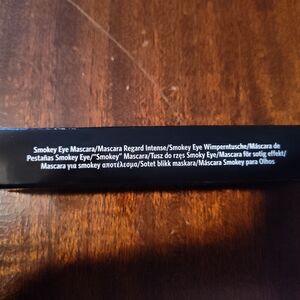 Smokey Eye Mascara/Mascara Regard Intense/Smokey Eye Wimperntusche/Máscara de
Pestañas Smokey Eye/"Smokey" Mascara/Tusz do rzęs Smoky Eye/Mascara för sotig effekt/
Mascara για smokey αποτέλεσμα/Sotet blikk maskara/Máscara Smokey para Olhos